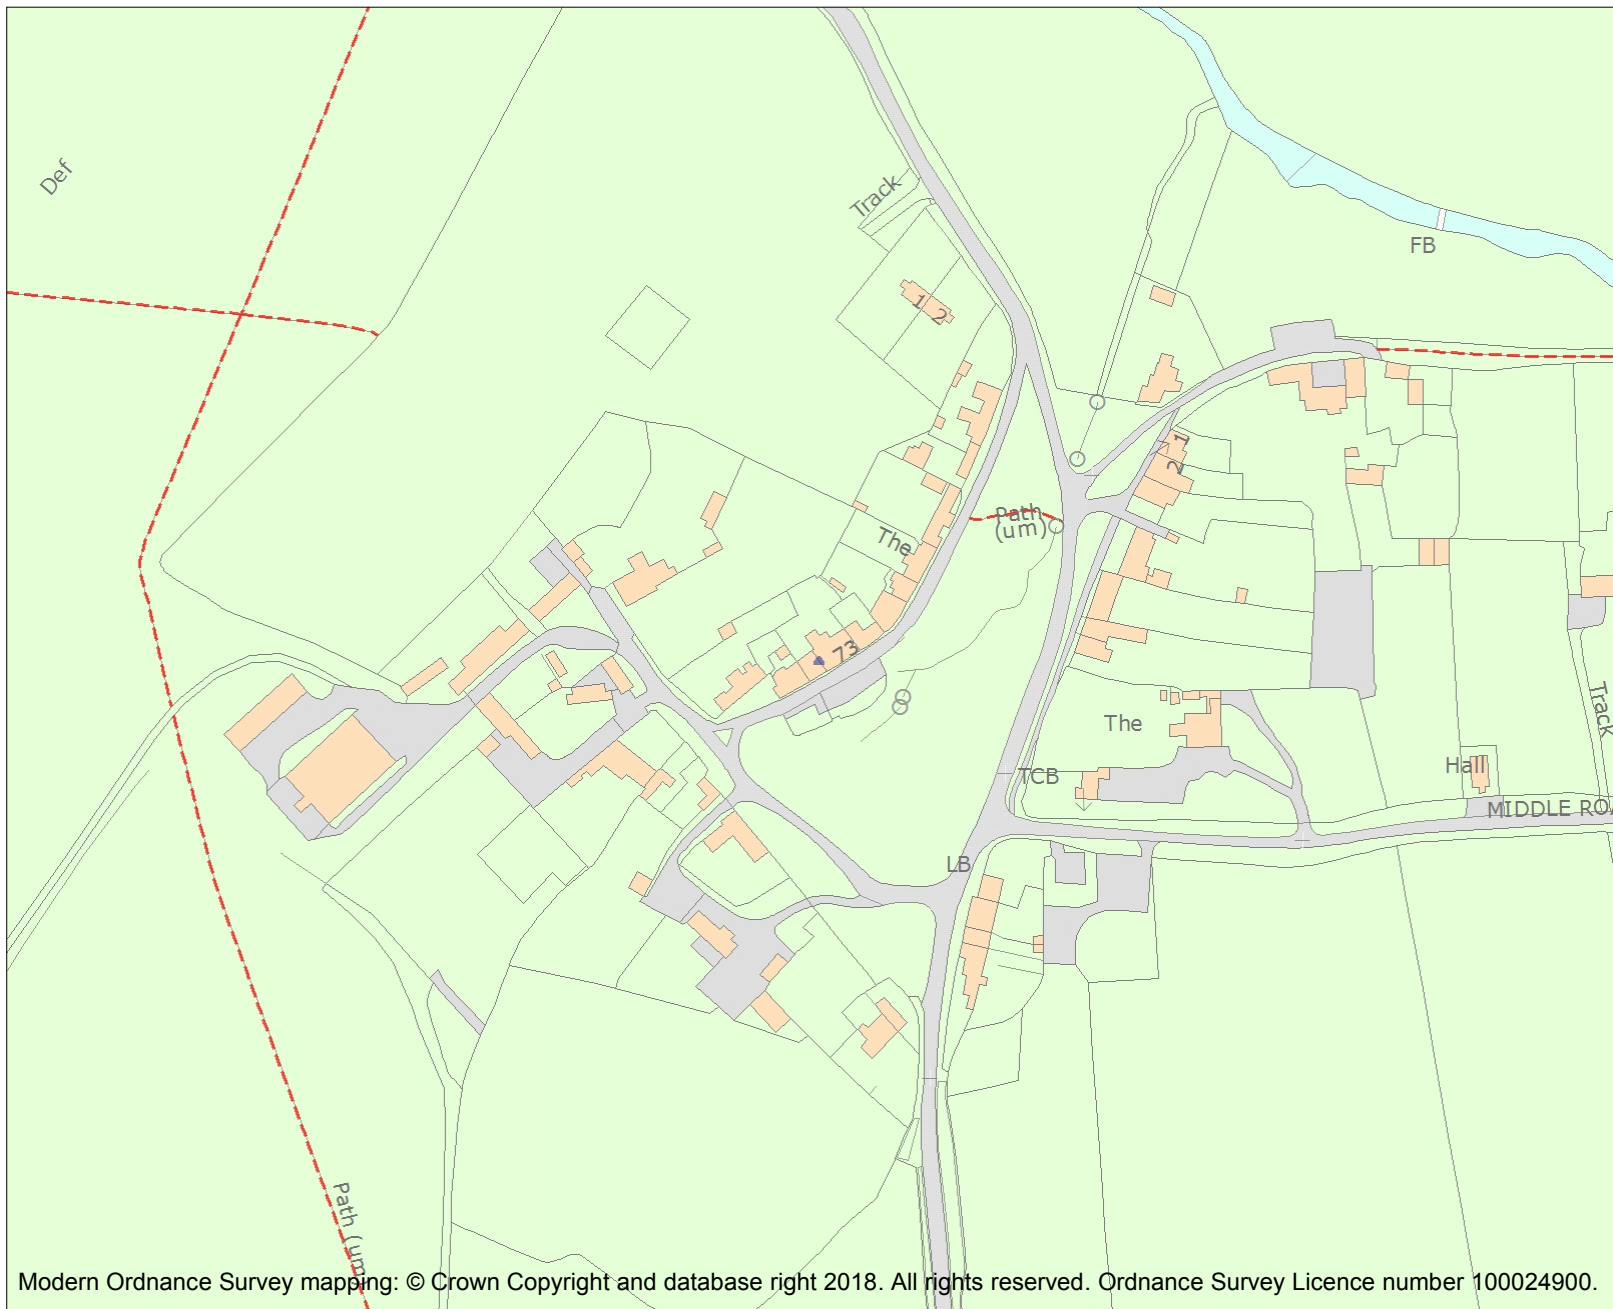 Def
Track
FB
1
2
1
2
Path
(um)
The
73
The
Track
TCB
Hall
MIDDLE ROA
LB
Path (um
Modern Ordnance Survey mapping: © Crown Copyright and database right 2018. All rights reserved. Ordnance Survey Licence number 100024900.